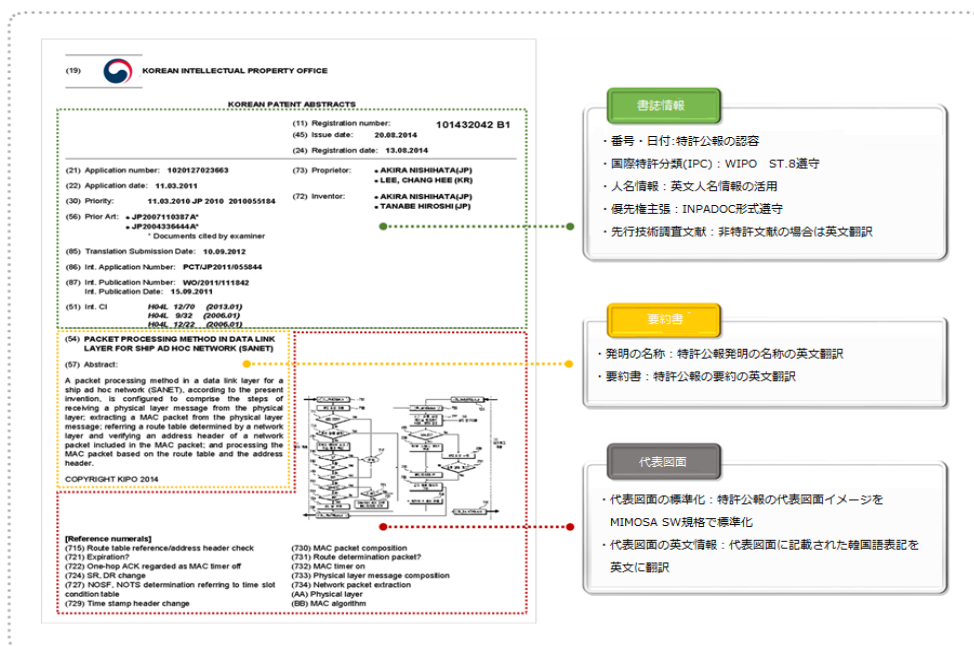 (19) KOREAN INTELLECTUAL PROPERTY OFFICE
KOREAN PATENT ABSTRACTS
(11) Registration number: 101432042 B1
(45) Issue date: 20.08.2014
(24) Registration date: 13.08.2014
(21) Application number: 1020127023663
(22) Application date: 11.03.2011
(30) Priority: 11.03.2010 JP 2010 2010055184
(56) Prior Art: • JP2007110387A*
• JP2004336444A*
* Documents cited by examiner
(85) Translation Submission Date: 10.09.2012
(86) Int. Application Number: PCT/JP2011/055844
(87) Int. Publication Number: WO/2011/111842
Int. Publication Date: 15.09.2011
(51) Int. CI H04L 12/70 (2013.01)
H04L 9/32 (2006.01)
H04L 12/22 (2006.01)
(73) Proprietor: • AKIRA NISHIHATA(JP)
• LEE, CHANG HEE (KR)
(72) Inventor: • AKIRA NISHIHATA(JP)
• TANABE HIROSHI(JP)
(54) PACKET PROCESSING METHOD IN DATA LINK
LAYER FOR SHIP AD HOC NETWORK (SANET)
(57) Abstract:
A packet processing method in a data link layer for a
ship ad hoc network (SANET), according to the present
invention, is configured to comprise the steps of
receiving a physical layer message from the physical
layer; extracting a MAC packet from the physical layer
message; referring a route table determined by a network
layer and verifying an address header of a network
packet included in the MAC packet; and processing the
MAC packet based on the route table and the address
header.
COPYRIGHT KIPO 2014
[Reference numerals]
(715) Route table reference/address header check
(721) Expiration?
(722) One-hop ACK regarded as MAC timer off
(724) SR, DR change
(727) NOSF, NOTS determination referring to time slot
condition table
(729) Time stamp header change
(730) MAC packet composition
(731) Route determination packet?
(732) MAC timer on
(733) Physical layer message composition
(734) Network packet extraction
(AA) Physical layer
(BB) MAC algorithm
書誌情報
・番号・日付:特許公報の認容
・国際特許分類(IPC)：WIPO ST.8遵守
・人名情報：英文人名情報の活用
・優先権主張：INPADOC形式遵守
・先行技術調査文献：非特許文献の場合は英文翻訳
要約書
・発明の名称：特許公報発明の名称の英文翻訳
・要約書：特許公報の要約の英文翻訳
代表図面
・代表図面の標準化：特許公報の代表図面イメージを
MIMOSA SW規格で標準化
・代表図面の英文情報：代表図面に記載された韓国語表記を
英文に翻訳